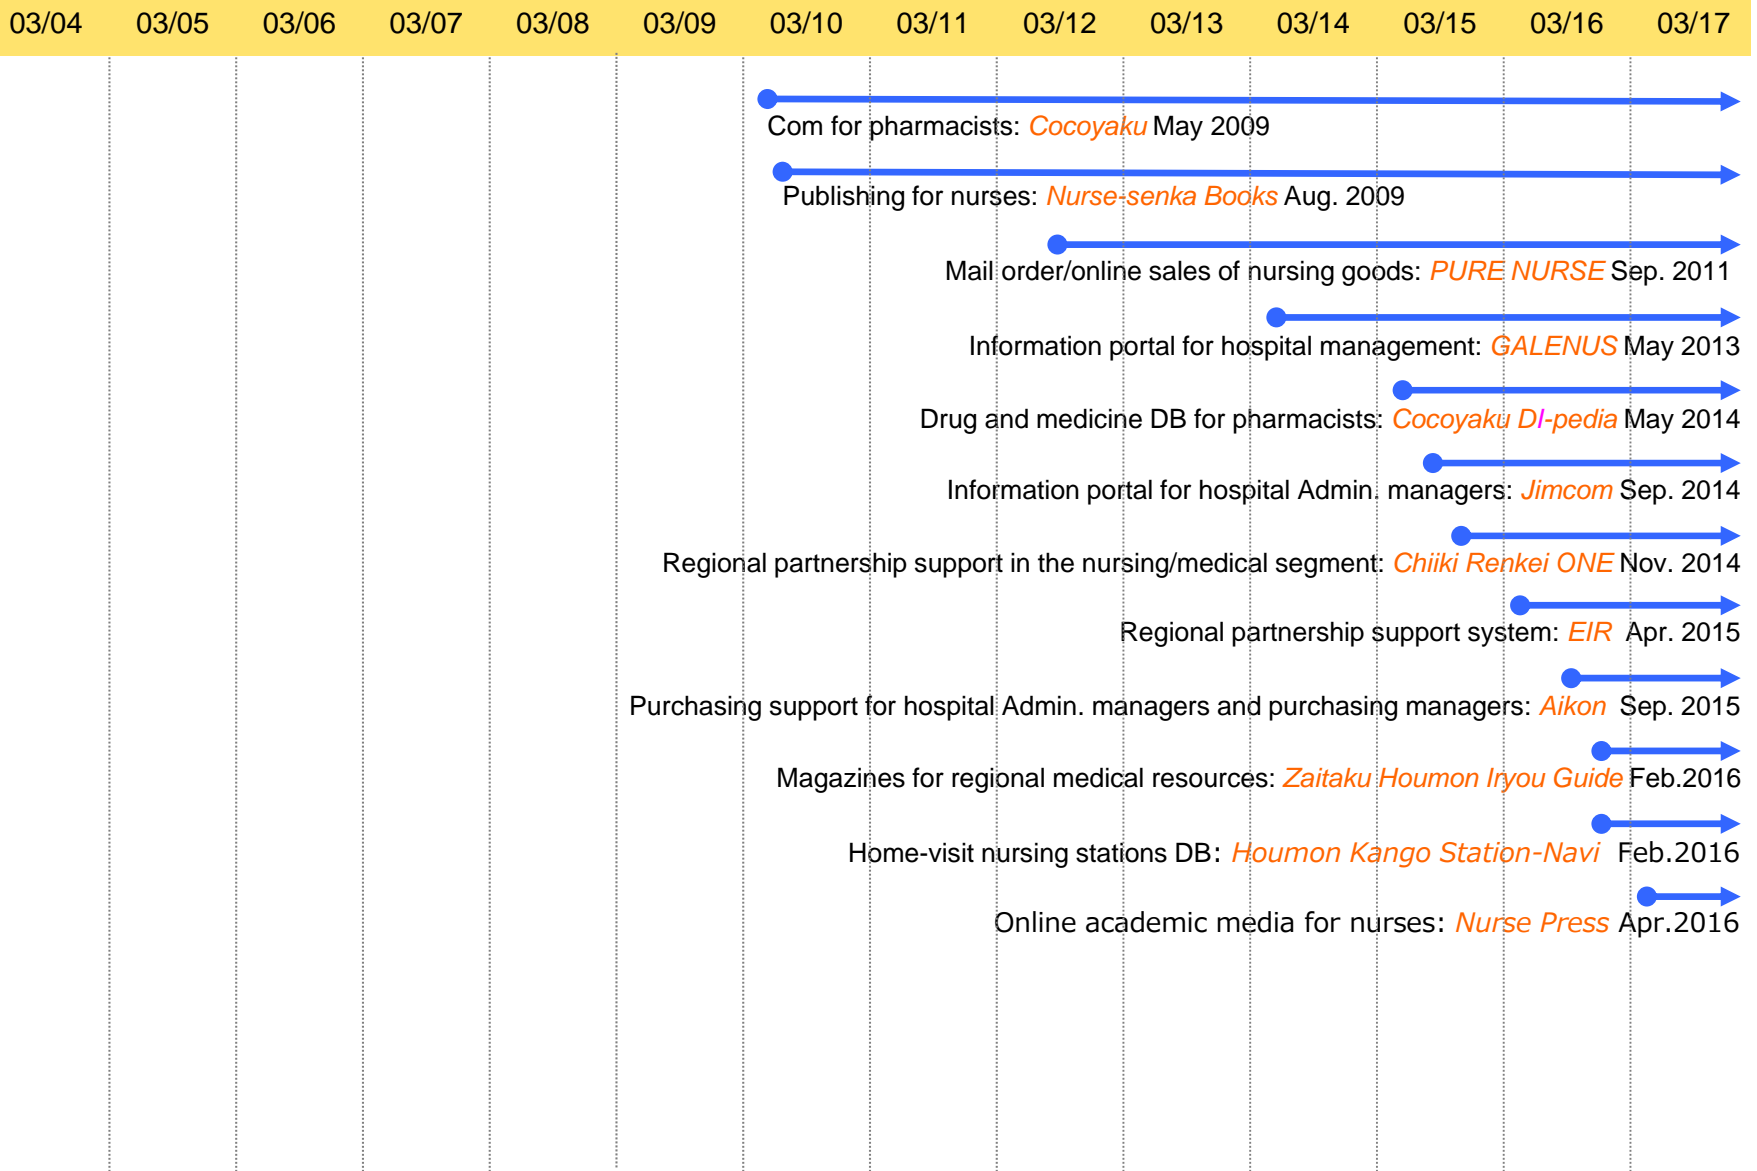 03/04 03/05 03/06 03/07 03/08 03/09 03/10 03/11 03/12 03/13 03/14 03/15 03/16 03/17
Com for pharmacists: Cocoyaku May 2009
Publishing for nurses: Nurse-senka Books Aug. 2009
Mail order/online sales of nursing goods: PURE NURSE Sep. 2011
Information portal for hospital management: GALENUS May 2013
Drug and medicine DB for pharmacists: Cocoyaku DI-pedia May 2014
Information portal for hospital Admin. managers: Jimcom Sep. 2014
Regional partnership support in the nursing/medical segment: Chiiki Renkei ONE Nov. 2014
Regional partnership support system: EIR Apr. 2015
Purchasing support for hospital Admin. managers and purchasing managers: Aikon Sep. 2015
Magazines for regional medical resources: Zaitaku Houmon Iryou Guide Feb.2016
Home-visit nursing stations DB: Houmon Kango Station-Navi Feb.2016
Online academic media for nurses: Nurse Press Apr.2016